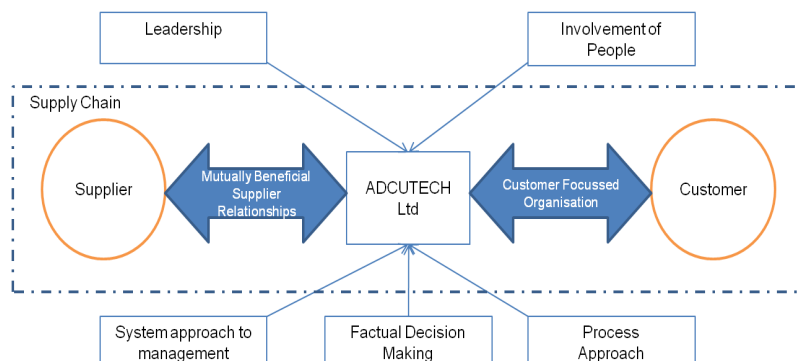 Leadership
Involvement of
People
Supply Chain
Supplier
Mutually Beneficial
Supplier
Relationships
ADCUTECH
Ltd
Customer Focussed
Organisation
Customer
System approach to
management
Factual Decision
Making
Process
Approach